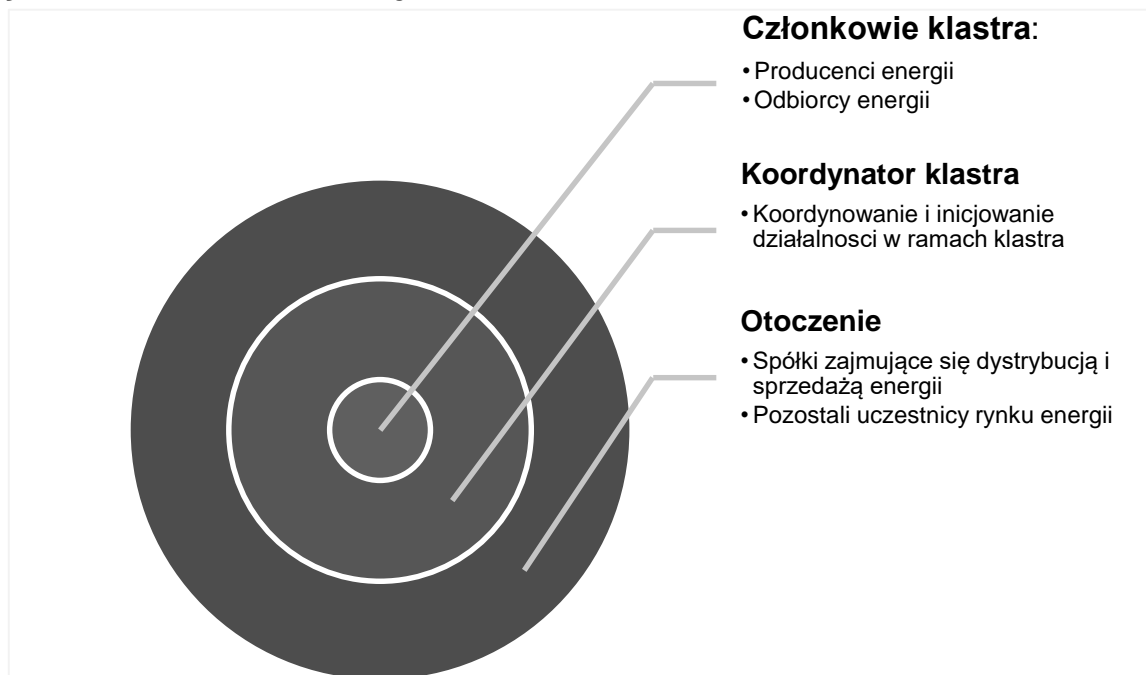 Członkowie klastra:
• Producenci energii
• Odbiorcy energii
Koordynator klastra
• Koordynowanie i inicjowanie
działalnosci w ramach klastra
Otoczenie
• Spółki zajmujące się dystrybucją i
sprzedażą energii
• Pozostali uczestnicy rynku energii